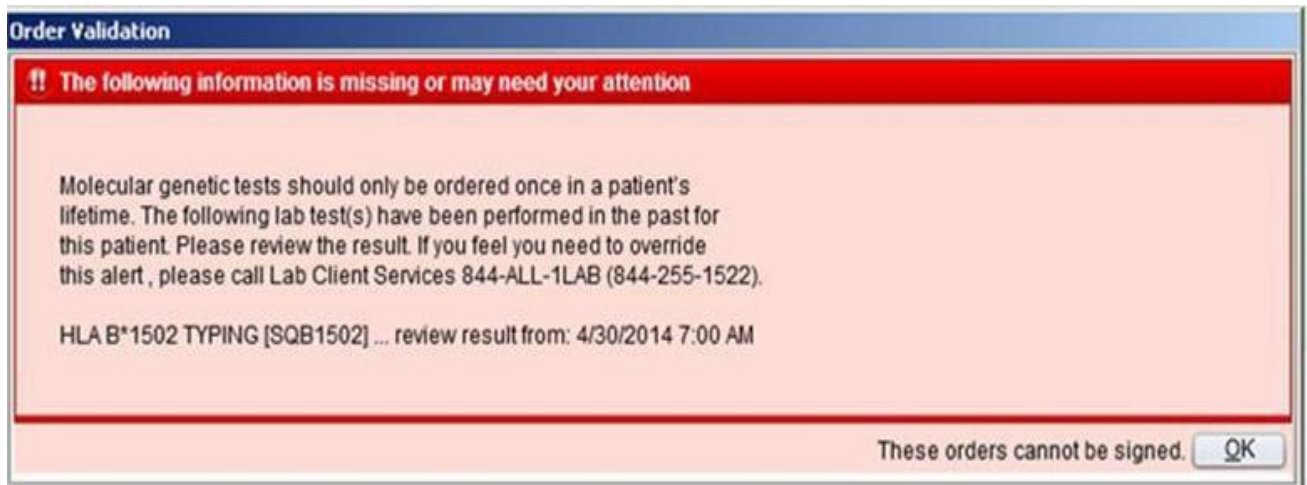 Order Validation
!! The following information is missing or may need your attention
Molecular genetic tests should only be ordered once in a patient's
lifetime. The following lab test(s) have been performed in the past for
this patient. Please review the result. If you feel you need to override
this alert , please call Lab Client Services 844-ALL-1LAB (844-255-1522).
HLA B*1502 TYPING [SQB1502] ... review result from: 4/30/2014 7:00 AM
These orders cannot be signed. OK